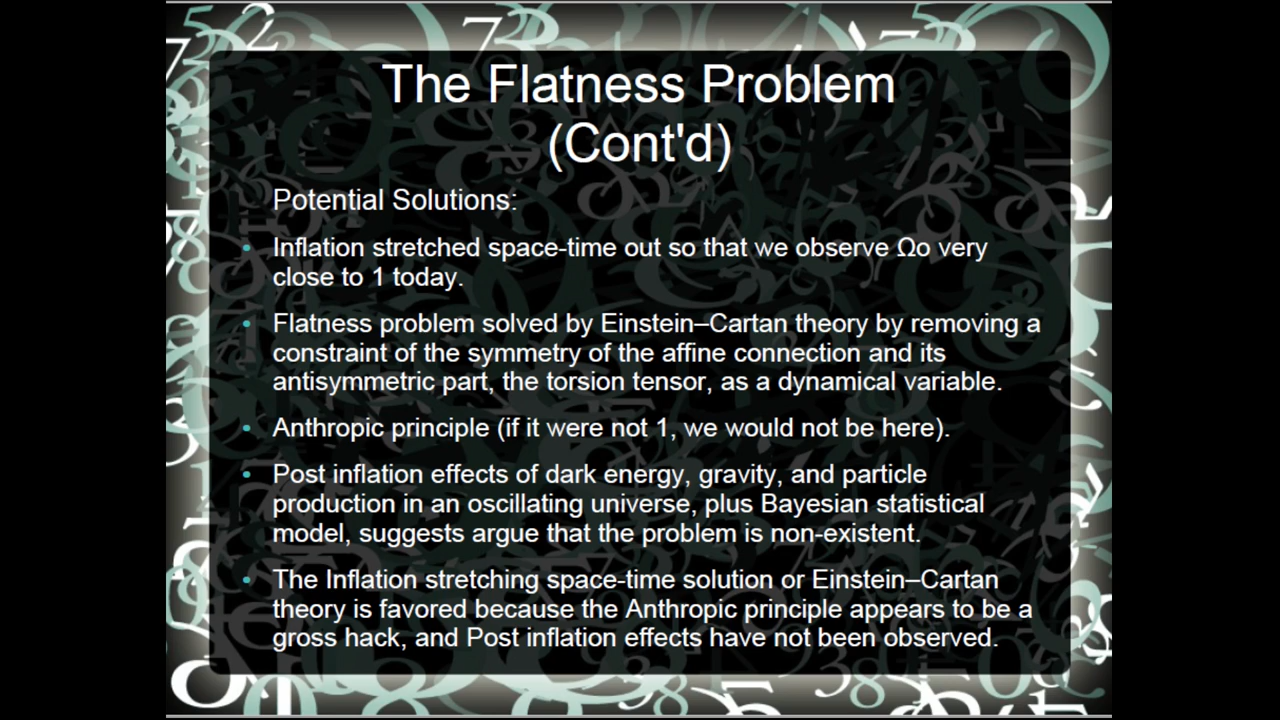 The Flatness Problem
(Cont'd)
Potential Solutions:
• Inflation stretched space-time out so that we observe Ωo very
close to 1 today.
• Flatness problem solved by Einstein–Cartan theory by removing a
constraint of the symmetry of the affine connection and its
antisymmetric part, the torsion tensor, as a dynamical variable.
• Anthropic principle (if it were not 1, we would not be here).
• Post inflation effects of dark energy, gravity, and particle
production in an oscillating universe, plus Bayesian statistical
model, suggests argue that the problem is non-existent.
• The Inflation stretching space-time solution or Einstein–Cartan
theory is favored because the Anthropic principle appears to be a
gross hack, and Post inflation effects have not been observed.